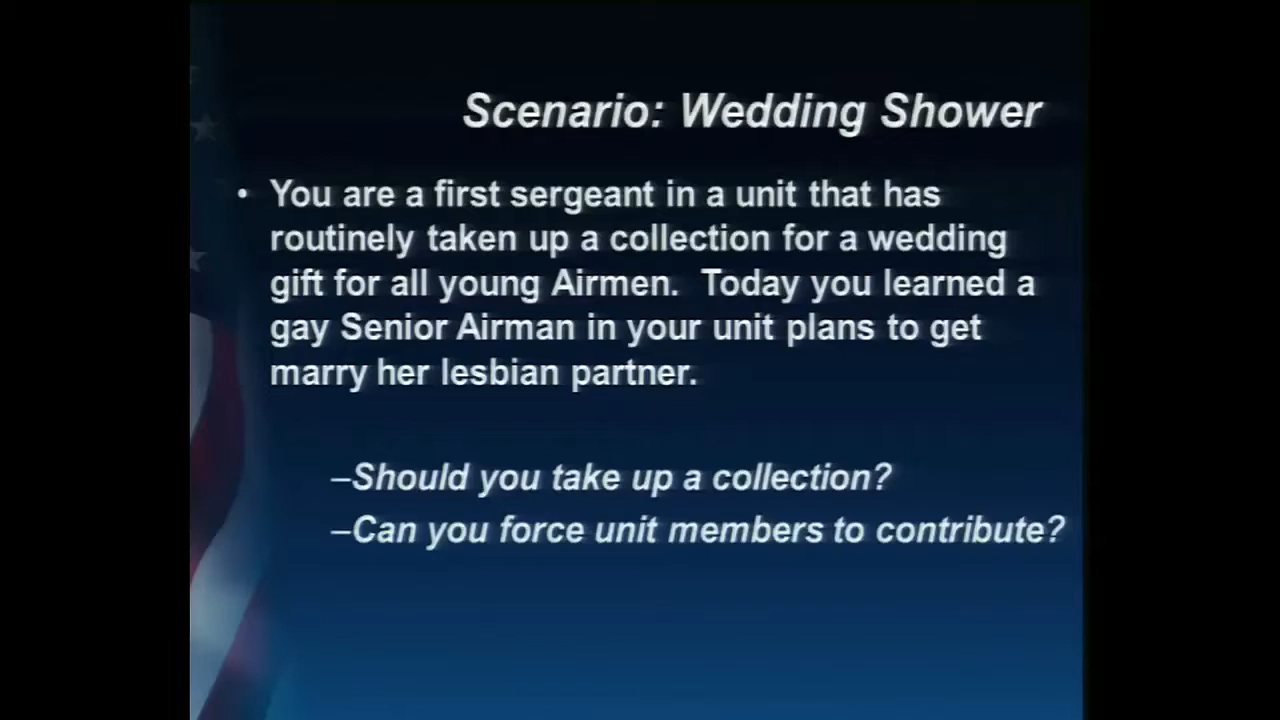 Scenario: Wedding Shower
• You are a first sergeant in a unit that has
routinely taken up a collection for a wedding
gift for all young Airmen. Today you learned a
gay Senior Airman in your unit plans to get
marry her lesbian partner.
–Should you take up a collection?
–Can you force unit members to contribute?